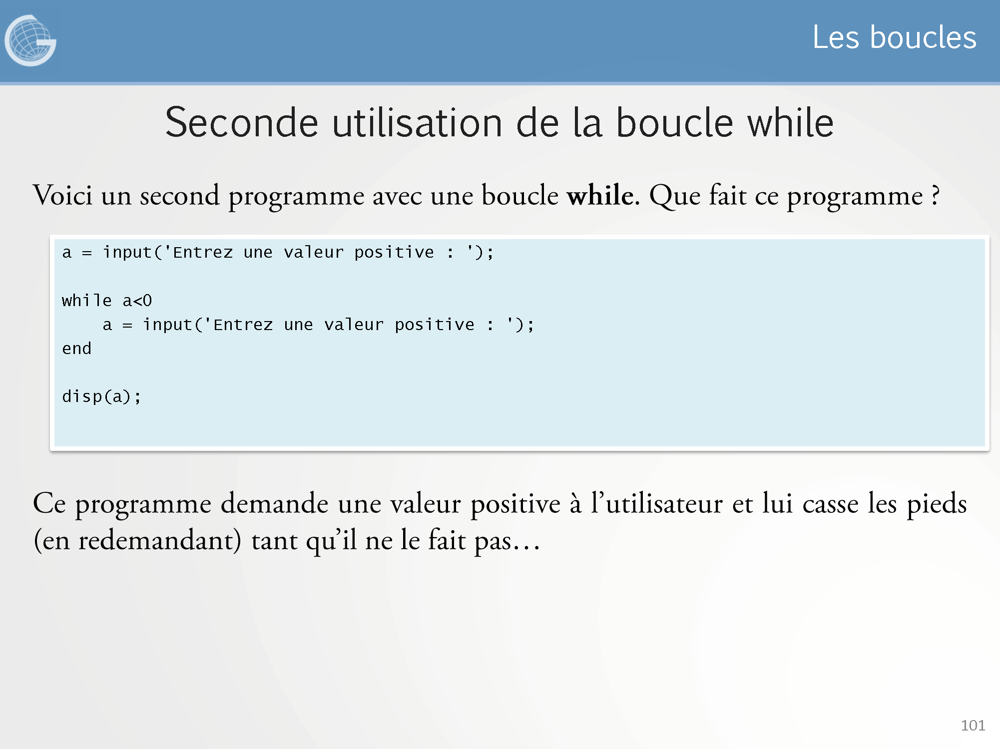 Les boucles
Seconde utilisation de la boucle while
Voici un second programme avec une boucle while. Que fait ce programme ?
a = input('Entrez une valeur positive : ');
while a<0
    a = input('Entrez une valeur positive : ');
end
disp(a);
Ce programme demande une valeur positive à l’utilisateur et lui casse les pieds
(en redemandant) tant qu’il ne le fait pas…
101